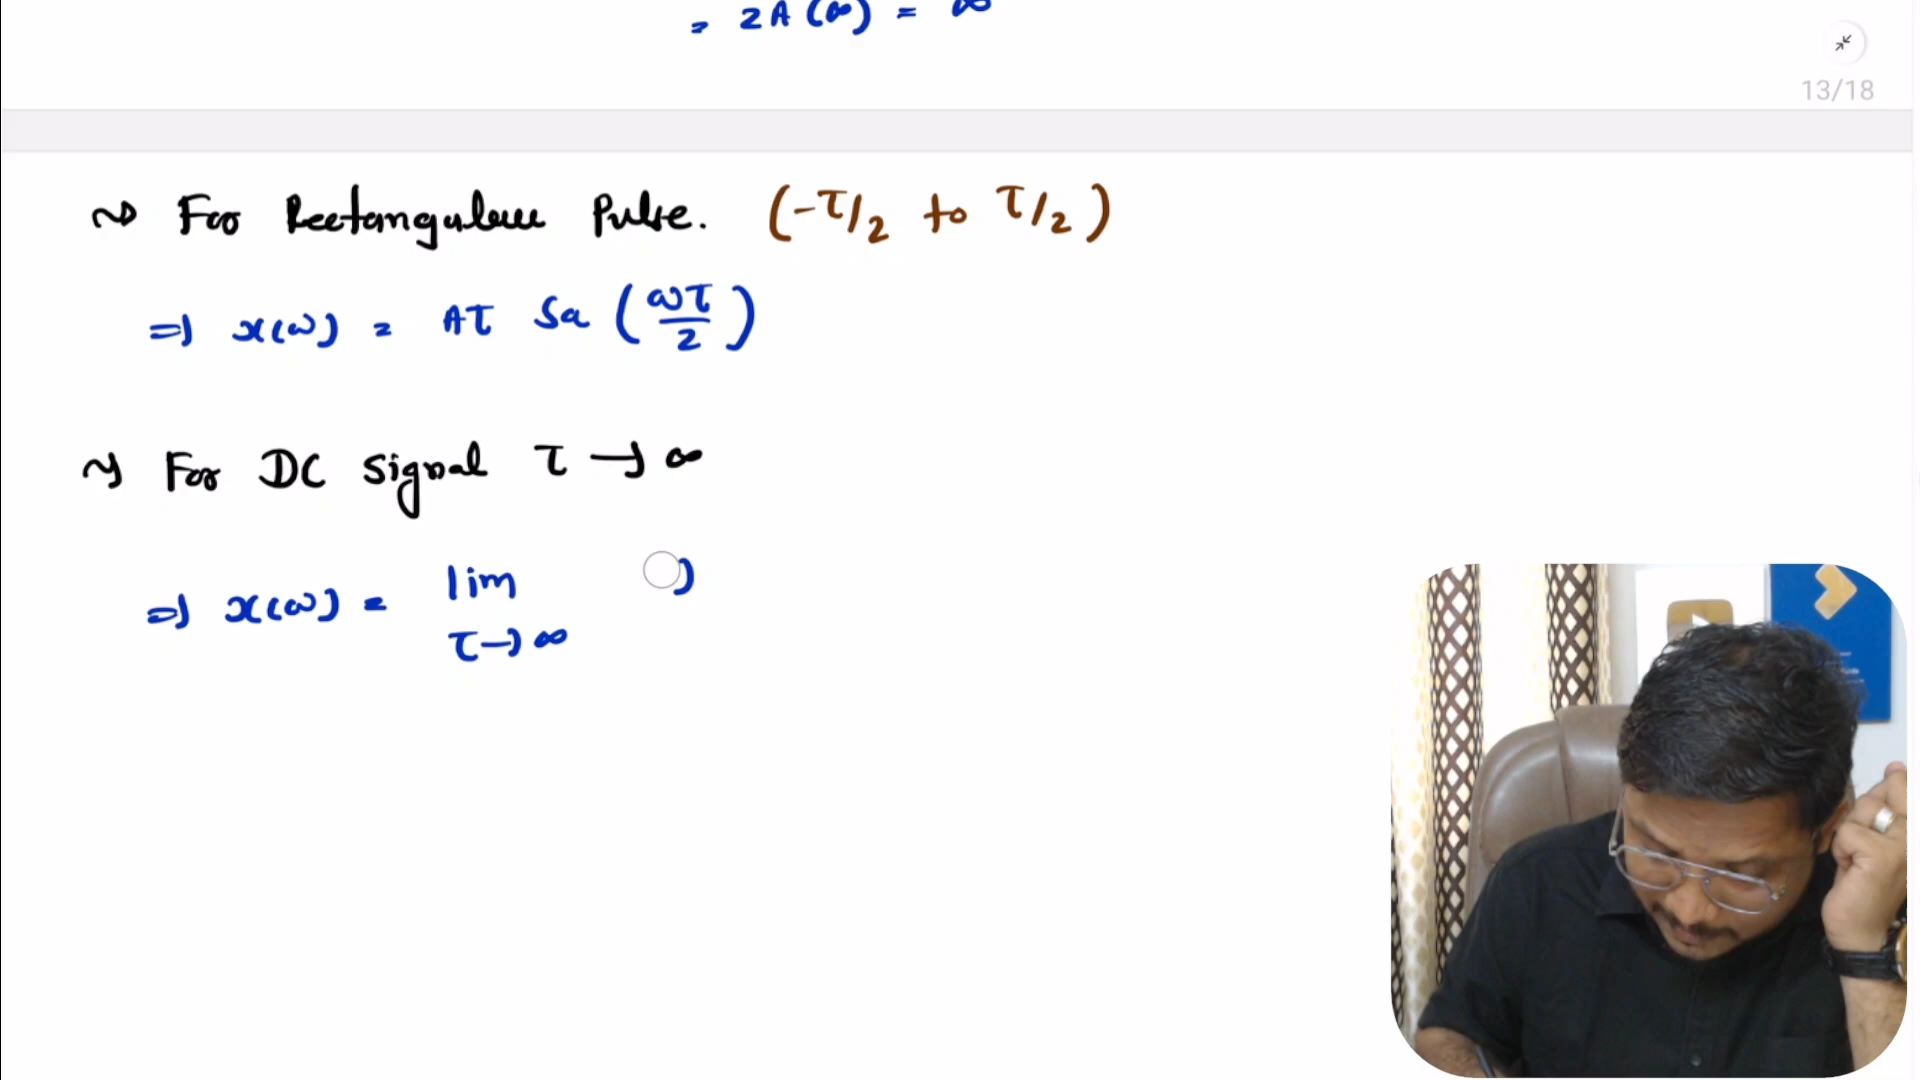 = 2A (∞) = ∞
13/18
For Rectangular Pulse. (-τ/2 to τ/2)
=) x(ω) = Aτ Sa (ωτ/2)
For DC Signal τ → ∞
=) x(ω) = lim
τ→∞